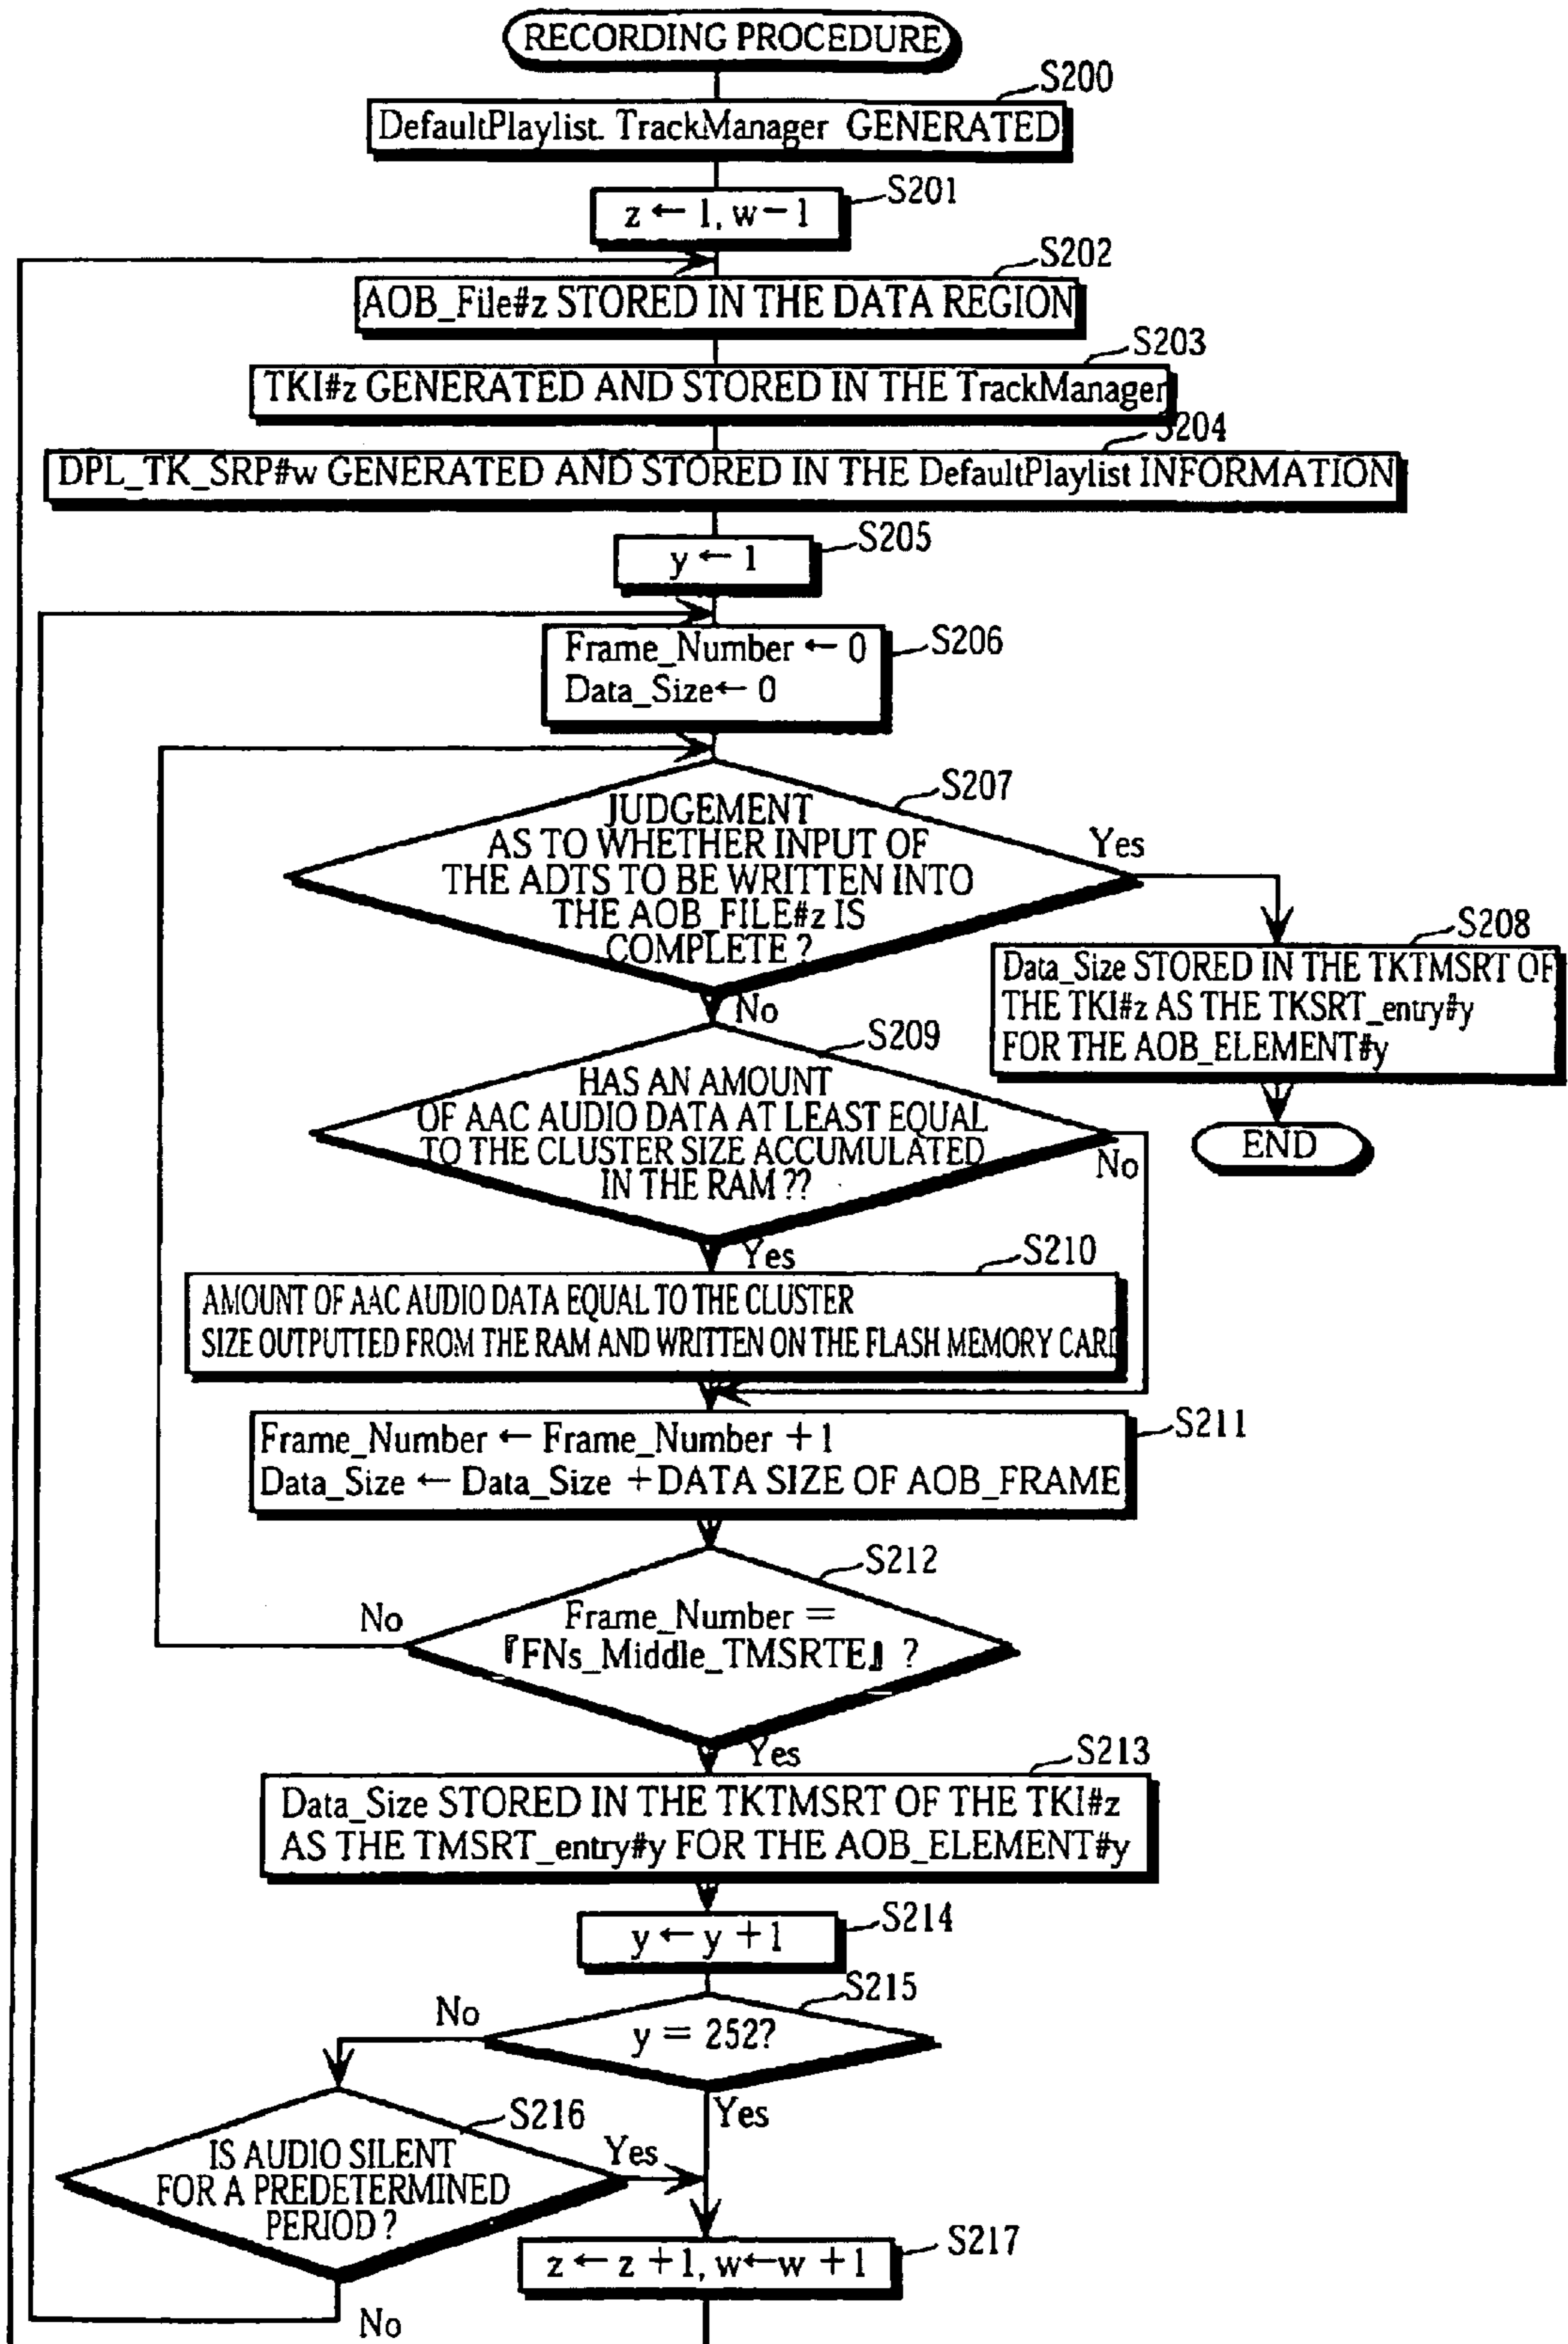 RECORDING PROCEDURE
S200
DefaultPlaylist. TrackManager GENERATED
S201
z ← 1, w − 1
S202
AOB_File#z STORED IN THE DATA REGION
S203
TKI#z GENERATED AND STORED IN THE TrackManager
S204
DPL_TK_SRP#w GENERATED AND STORED IN THE DefaultPlaylist INFORMATION
S205
y ← 1
S206
Frame_Number ← 0
Data_Size← 0
S207
JUDGEMENT
AS TO WHETHER INPUT OF
THE ADTS TO BE WRITTEN INTO
THE AOB_FILE#z IS
COMPLETE ?
Yes
No
S208
Data_Size STORED IN THE TKTMSRT OF
THE TKI#z AS THE TKSRT_entry#y
FOR THE AOB_ELEMENT#y
END
S209
HAS AN AMOUNT
OF AAC AUDIO DATA AT LEAST EQUAL
TO THE CLUSTER SIZE ACCUMULATED
IN THE RAM ??
No
Yes
S210
AMOUNT OF AAC AUDIO DATA EQUAL TO THE CLUSTER
SIZE OUTPUTTED FROM THE RAM AND WRITTEN ON THE FLASH MEMORY CARD
S211
Frame_Number ← Frame_Number + 1
Data_Size ← Data_Size + DATA SIZE OF AOB_FRAME
S212
Frame_Number =
『FNs_Middle_TMSRTE』 ?
No
Yes
S213
Data_Size STORED IN THE TKTMSRT OF THE TKI#z
AS THE TMSRT_entry#y FOR THE AOB_ELEMENT#y
S214
y ← y + 1
S215
y = 252?
No
Yes
S216
IS AUDIO SILENT
FOR A PREDETERMINED
PERIOD ?
Yes
No
S217
z ← z + 1, w←w + 1